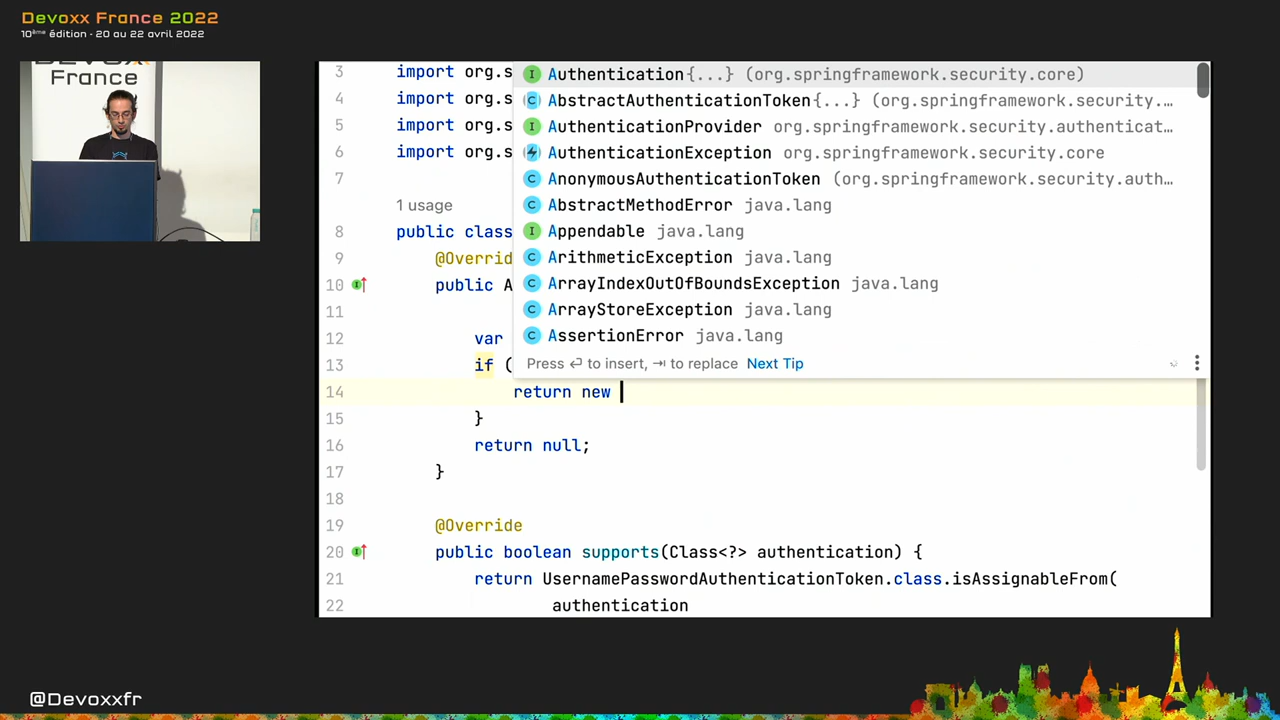 Devoxx France 2022
10ème édition - 20 au 22 avril 2022
France
3 import org.s
4 import org.s
5 import org.s
6 import org.s
7
1 usage
8 public class
9 @Overrid
10 public A
11
12 var
13 if (
14 return new
15 }
16 return null;
17 }
18
19 @Override
20 public boolean supports(Class<?> authentication) {
21 return UsernamePasswordAuthenticationToken.class.isAssignableFrom(
22 authentication
I Authentication{...} (org.springframework.security.core)
C AbstractAuthenticationToken{...} (org.springframework.security.…
I AuthenticationProvider org.springframework.security.authenticat…
AuthenticationException org.springframework.security.core
C AnonymousAuthenticationToken (org.springframework.security.auth…
C AbstractMethodError java.lang
I Appendable java.lang
C ArithmeticException java.lang
C ArrayIndexOutOfBoundsException java.lang
C ArrayStoreException java.lang
C AssertionError java.lang
Press ⏎ to insert, ⇥ to replace Next Tip
@Devoxxfr